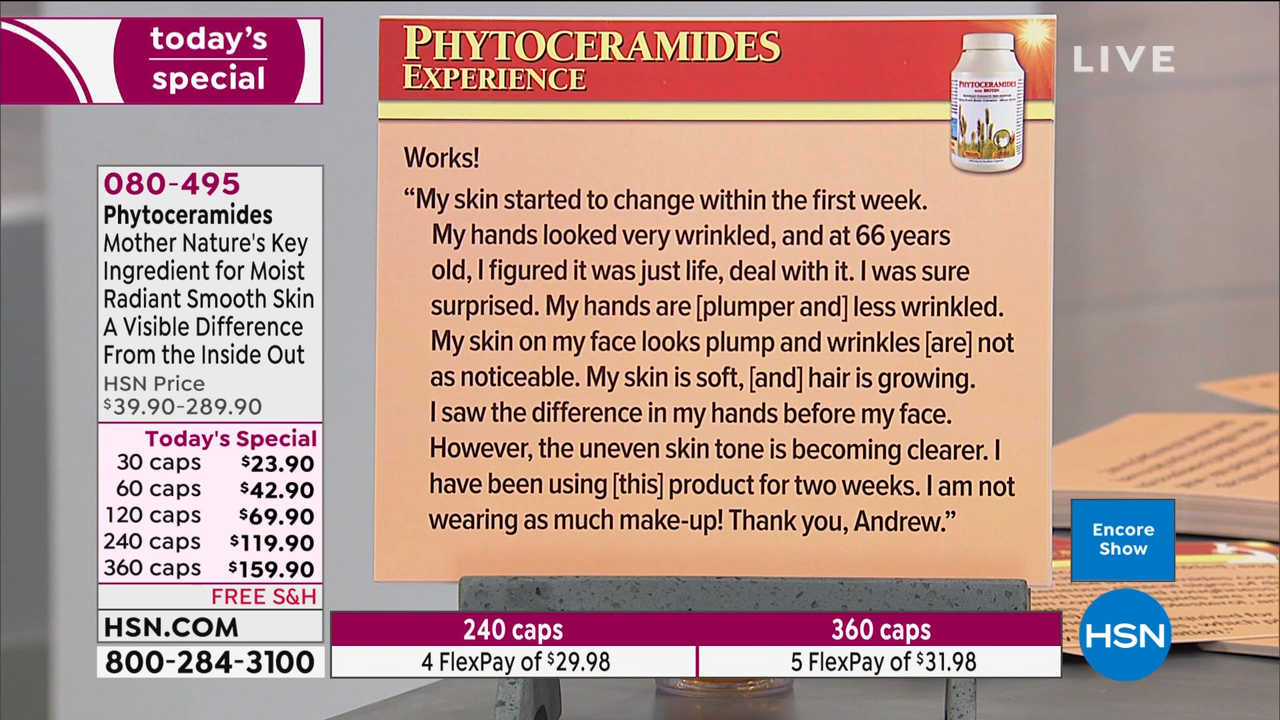 today's
special
080-495
Phytoceramides
Mother Nature's Key
Ingredient for Moist
Radiant Smooth Skin
A Visible Difference
From the Inside Out
HSN Price
$39.90-289.90
Today's Special
30 caps $23.90
60 caps $42.90
120 caps $69.90
240 caps $119.90
360 caps $159.90
FREE S&H
HSN.COM
800-284-3100
PHYTOCERAMIDES
EXPERIENCE
PHYTOCERAMIDES
Works!
“My skin started to change within the first week.
My hands looked very wrinkled, and at 66 years
old, I figured it was just life, deal with it. I was sure
surprised. My hands are [plumper and] less wrinkled.
My skin on my face looks plump and wrinkles [are] not
as noticeable. My skin is soft, [and] hair is growing.
I saw the difference in my hands before my face.
However, the uneven skin tone is becoming clearer. I
have been using [this] product for two weeks. I am not
wearing as much make-up! Thank you, Andrew.”
LIVE
Encore
Show
HSN
240 caps 360 caps
4 FlexPay of $29.98 5 FlexPay of $31.98